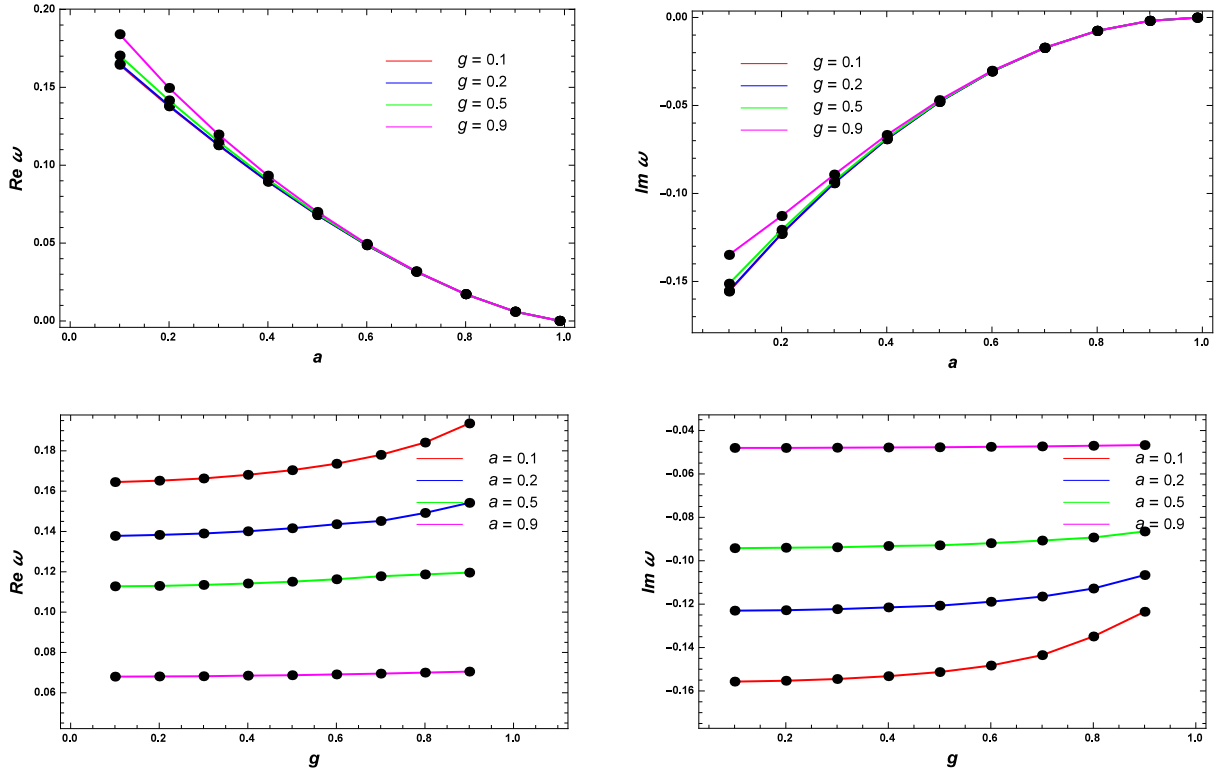 0.20
0.15
0.10
0.05
0.00
Re ω
0.0 0.2 0.4 0.6 0.8 1.0
a
g = 0.1
g = 0.2
g = 0.5
g = 0.9
0.00
−0.05
−0.10
−0.15
Im ω
0.2 0.4 0.6 0.8 1.0
a
g = 0.1
g = 0.2
g = 0.5
g = 0.9
0.18
0.16
0.14
0.12
0.10
0.08
0.06
Re ω
0.0 0.2 0.4 0.6 0.8 1.0
g
a = 0.1
a = 0.2
a = 0.5
a = 0.9
−0.04
−0.06
−0.08
−0.10
−0.12
−0.14
−0.16
Im ω
0.2 0.4 0.6 0.8 1.0
g
a = 0.1
a = 0.2
a = 0.5
a = 0.9